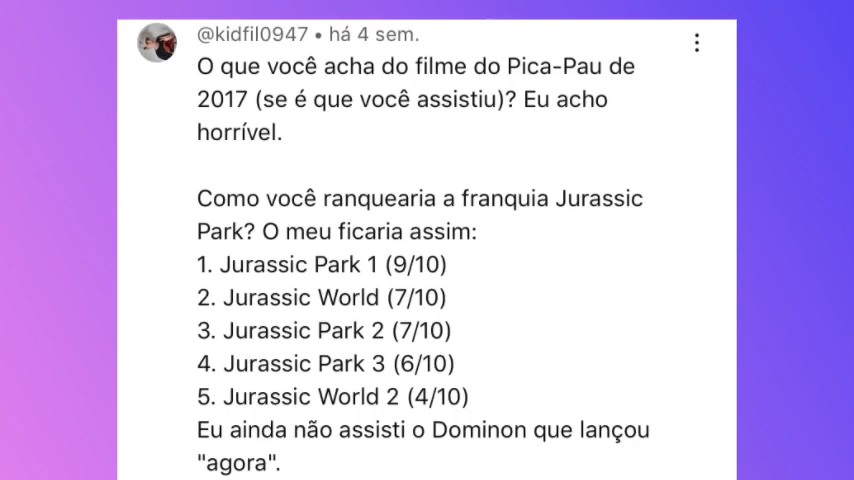 @kidfil0947 • há 4 sem.
O que você acha do filme do Pica-Pau de
2017 (se é que você assistiu)? Eu acho
horrível.
Como você ranquearia a franquia Jurassic
Park? O meu ficaria assim:
1. Jurassic Park 1 (9/10)
2. Jurassic World (7/10)
3. Jurassic Park 2 (7/10)
4. Jurassic Park 3 (6/10)
5. Jurassic World 2 (4/10)
Eu ainda não assisti o Dominon que lançou
"agora".